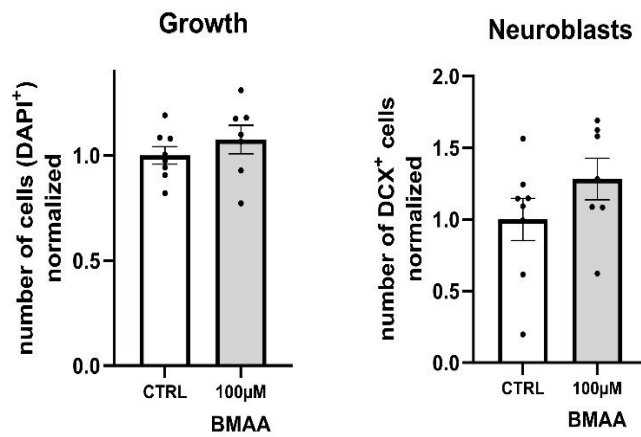 Growth
number of cells (DAPI⁺)
normalized
1.0
0.5
0.0
CTRL
100µM
BMAA
Neuroblasts
number of DCX⁺ cells
normalized
2.0
1.5
1.0
0.5
0.0
CTRL
100µM
BMAA